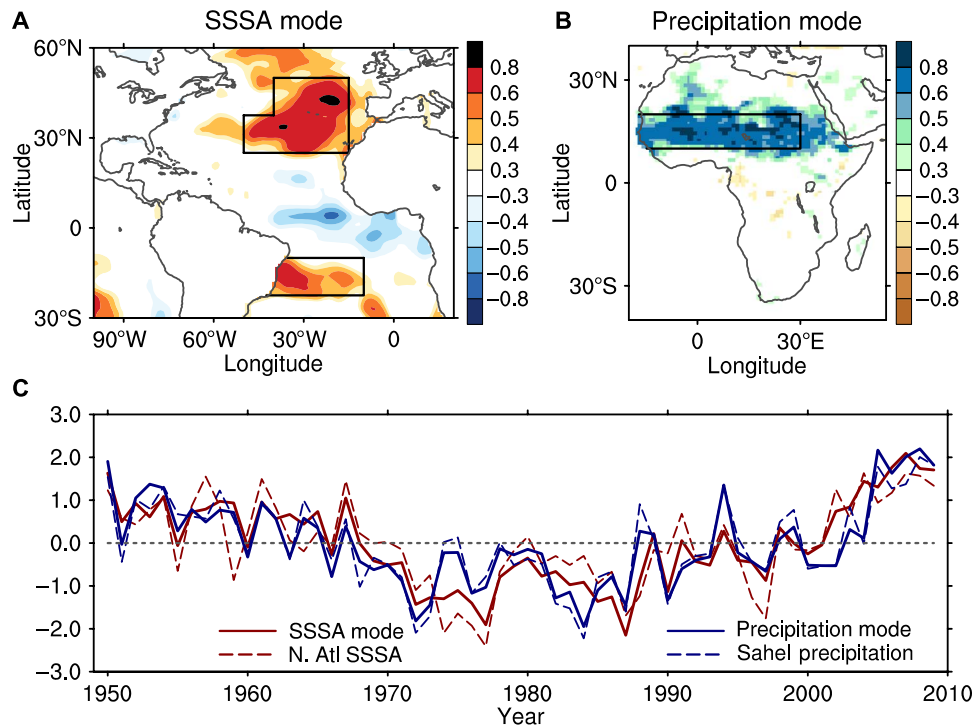 A SSSA mode
60°N
30°N
0
30°S
Latitude
90°W 60°W 30°W 0
Longitude
0.8
0.6
0.5
0.4
0.3
−0.3
−0.4
−0.5
−0.6
−0.8
B Precipitation mode
30°N
0
30°S
Latitude
0 30°E
Longitude
0.8
0.6
0.5
0.4
0.3
−0.3
−0.4
−0.5
−0.6
−0.8
C
3.0
2.0
1.0
0.0
−1.0
−2.0
−3.0
SSSA mode
N. Atl SSSA
Precipitation mode
Sahel precipitation
1950 1960 1970 1980 1990 2000 2010
Year